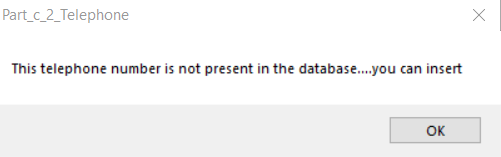 Part_c_2_Telephone
This telephone number is not present in the database....you can insert
OK